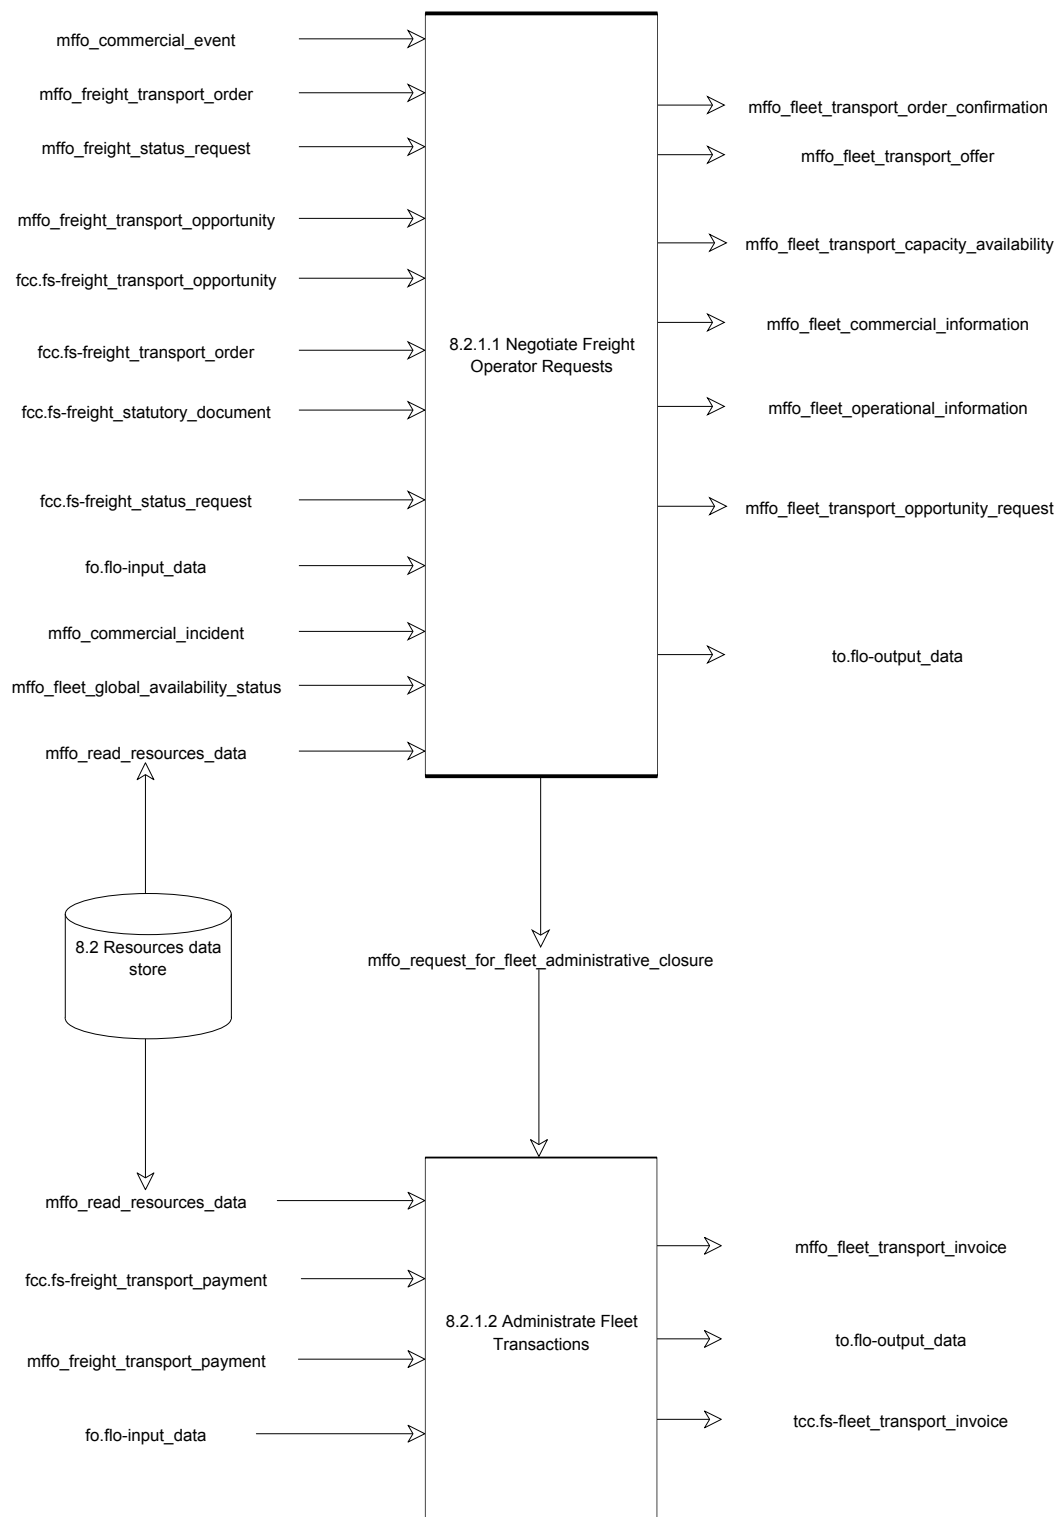 mffo_commercial_event
mffo_freight_transport_order
mffo_freight_status_request
mffo_freight_transport_opportunity
fcc.fs-freight_transport_opportunity
fcc.fs-freight_transport_order
fcc.fs-freight_statutory_document
fcc.fs-freight_status_request
fo.flo-input_data
mffo_commercial_incident
mffo_fleet_global_availability_status
mffo_read_resources_data
8.2.1.1 Negotiate Freight
Operator Requests
mffo_fleet_transport_order_confirmation
mffo_fleet_transport_offer
mffo_fleet_transport_capacity_availability
mffo_fleet_commercial_information
mffo_fleet_operational_information
mffo_fleet_transport_opportunity_request
to.flo-output_data
8.2 Resources data
store
mffo_request_for_fleet_administrative_closure
mffo_read_resources_data
fcc.fs-freight_transport_payment
mffo_freight_transport_payment
fo.flo-input_data
8.2.1.2 Administrate Fleet
Transactions
mffo_fleet_transport_invoice
to.flo-output_data
tcc.fs-fleet_transport_invoice